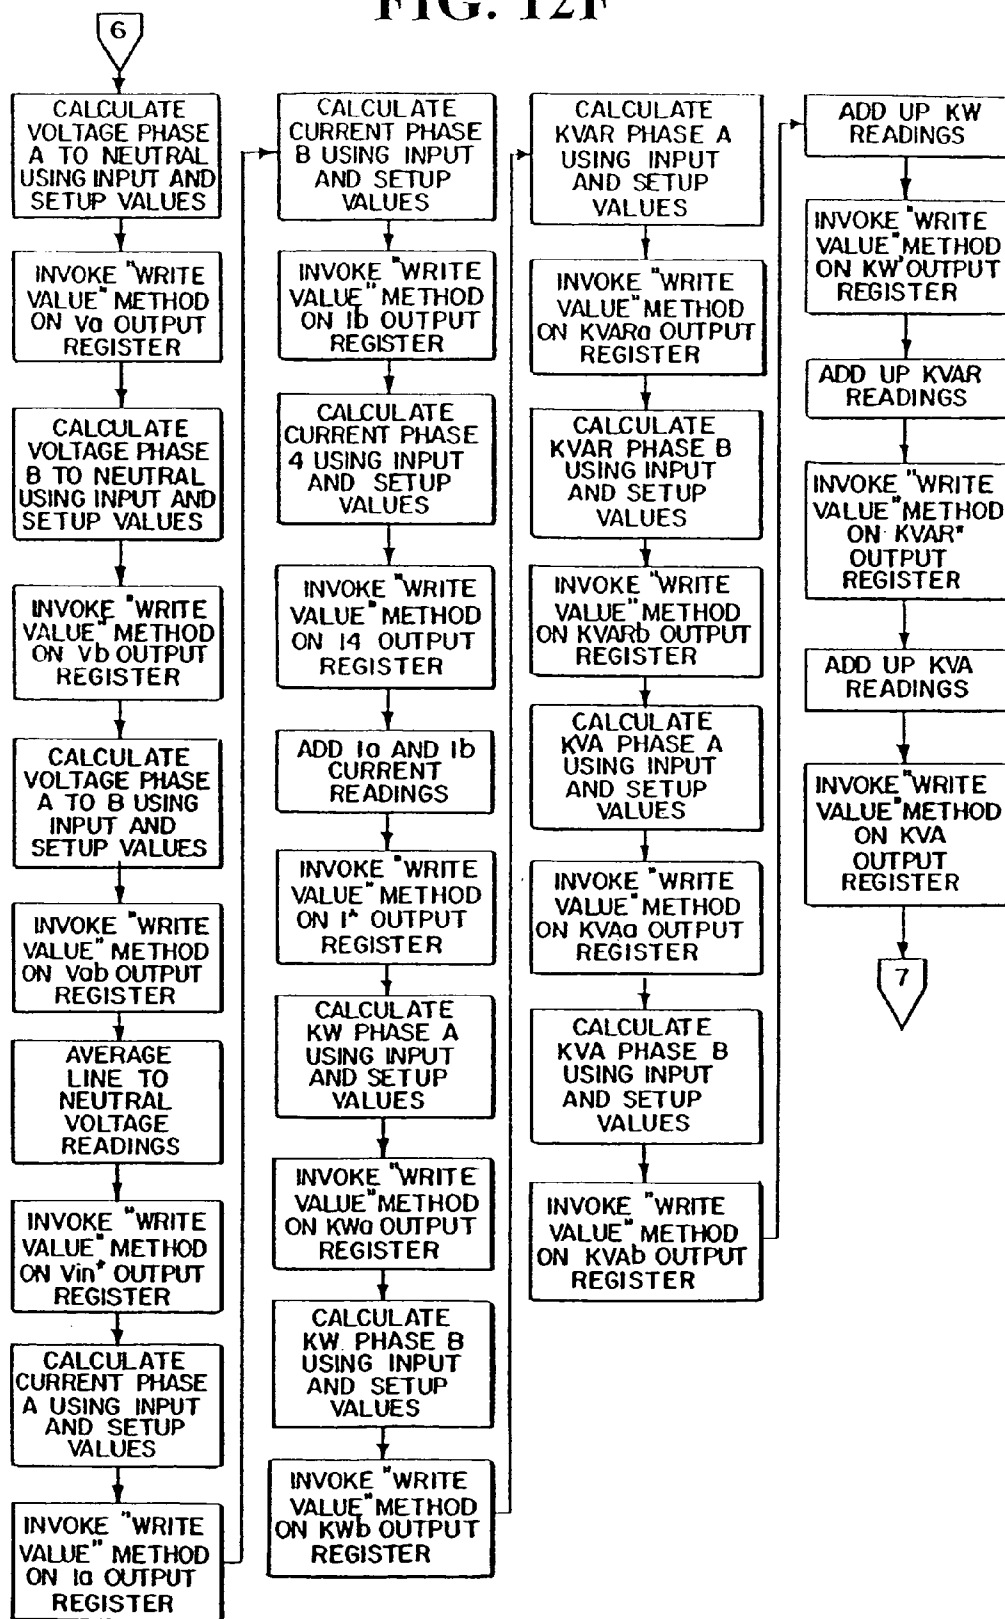 FIG. 12F
6
CALCULATE
VOLTAGE PHASE
A TO NEUTRAL
USING INPUT AND
SETUP VALUES
INVOKE "WRITE
VALUE" METHOD
ON Va OUTPUT
REGISTER
CALCULATE
VOLTAGE PHASE
B TO NEUTRAL
USING INPUT AND
SETUP VALUES
INVOKE "WRITE
VALUE" METHOD
ON Vb OUTPUT
REGISTER
CALCULATE
VOLTAGE PHASE
A TO B USING
INPUT AND
SETUP VALUES
INVOKE "WRITE
VALUE" METHOD
ON Vab OUTPUT
REGISTER
AVERAGE
LINE TO
NEUTRAL
VOLTAGE
READINGS
INVOKE "WRITE
VALUE" METHOD
ON Vin* OUTPUT
REGISTER
CALCULATE
CURRENT PHASE
A USING INPUT
AND SETUP
VALUES
INVOKE "WRITE
VALUE" METHOD
ON Ia OUTPUT
REGISTER
CALCULATE
CURRENT PHASE
B USING INPUT
AND SETUP
VALUES
INVOKE "WRITE
VALUE" METHOD
ON Ib OUTPUT
REGISTER
CALCULATE
CURRENT PHASE
4 USING INPUT
AND SETUP
VALUES
INVOKE "WRITE
VALUE" METHOD
ON I4 OUTPUT
REGISTER
ADD Ia AND Ib
CURRENT
READINGS
INVOKE "WRITE
VALUE" METHOD
ON I* OUTPUT
REGISTER
CALCULATE
KW PHASE A
USING INPUT
AND SETUP
VALUES
INVOKE "WRITE
VALUE" METHOD
ON KWa OUTPUT
REGISTER
CALCULATE
KW PHASE B
USING INPUT
AND SETUP
VALUES
INVOKE "WRITE
VALUE" METHOD
ON KWb OUTPUT
REGISTER
CALCULATE
KVAR PHASE A
USING INPUT
AND SETUP
VALUES
INVOKE "WRITE
VALUE" METHOD
ON KVARa OUTPUT
REGISTER
CALCULATE
KVAR PHASE B
USING INPUT
AND SETUP
VALUES
INVOKE "WRITE
VALUE" METHOD
ON KVARb OUTPUT
REGISTER
CALCULATE
KVA PHASE A
USING INPUT
AND SETUP
VALUES
INVOKE "WRITE
VALUE" METHOD
ON KVAa OUTPUT
REGISTER
CALCULATE
KVA PHASE B
USING INPUT
AND SETUP
VALUES
INVOKE "WRITE
VALUE" METHOD
ON KVAb OUTPUT
REGISTER
ADD UP KW
READINGS
INVOKE "WRITE
VALUE" METHOD
ON KW* OUTPUT
REGISTER
ADD UP KVAR
READINGS
INVOKE "WRITE
VALUE" METHOD
ON KVAR*
OUTPUT
REGISTER
ADD UP KVA
READINGS
INVOKE "WRITE
VALUE" METHOD
ON KVA
OUTPUT
REGISTER
7